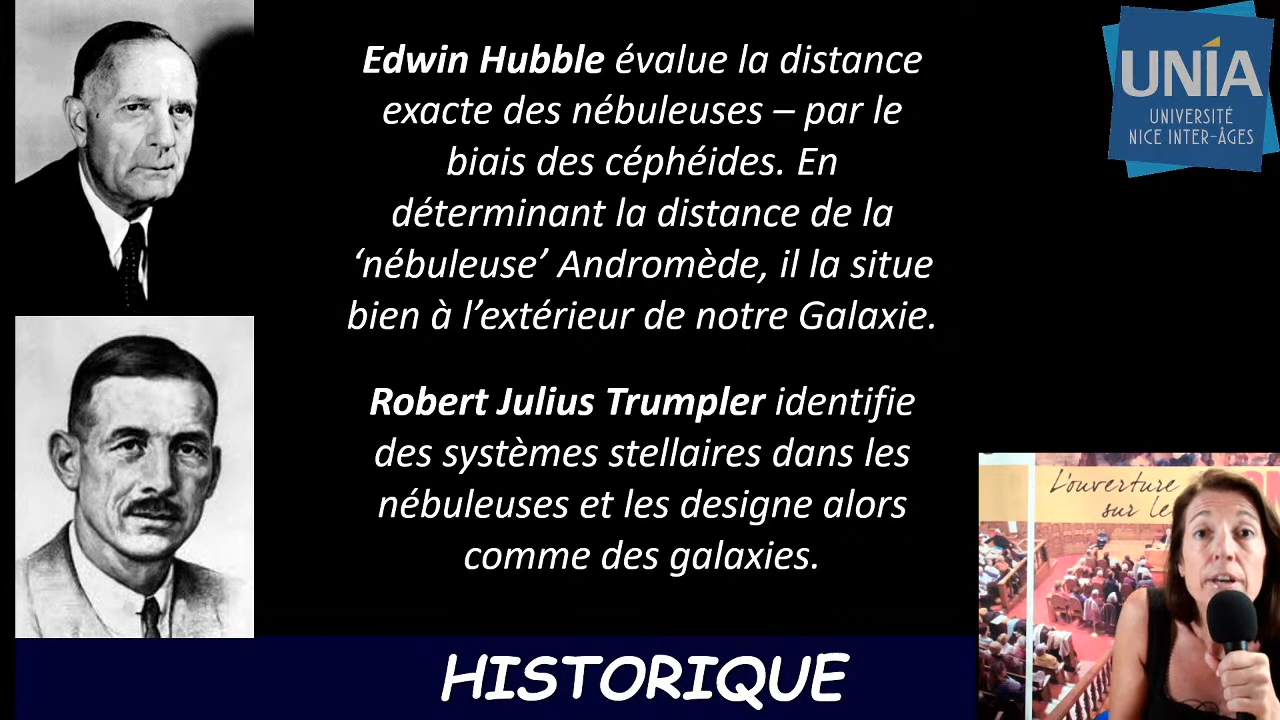 Edwin Hubble évalue la distance
exacte des nébuleuses – par le
biais des céphéides. En
déterminant la distance de la
‘nébuleuse’ Andromède, il la situe
bien à l’extérieur de notre Galaxie.
Robert Julius Trumpler identifie
des systèmes stellaires dans les
nébuleuses et les designe alors
comme des galaxies.
HISTORIQUE
UNIA
UNIVERSITÉ
NICE INTER-ÂGES
L'ouverture
sur le